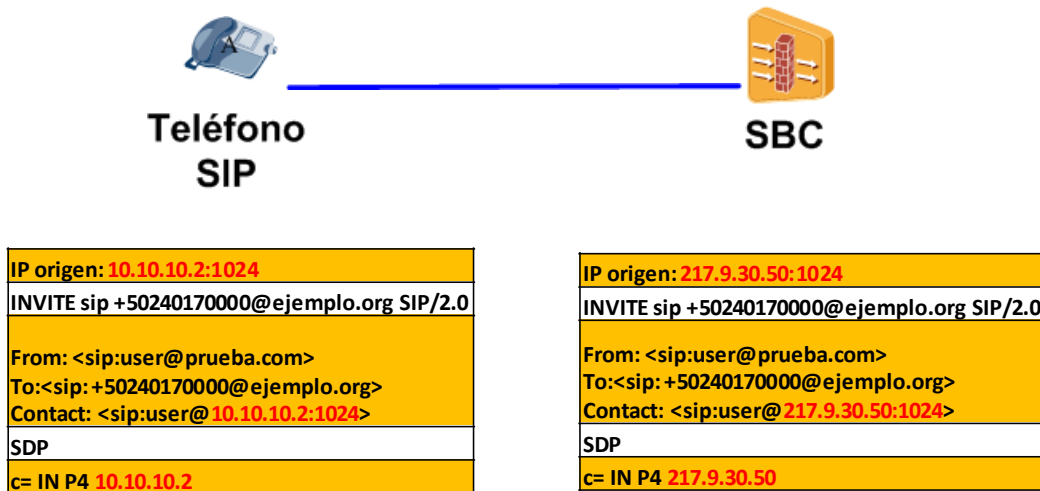 A
Teléfono
SIP
SBC
IP origen: 10.10.10.2:1024
INVITE sip +50240170000@ejemplo.org SIP/2.0
From: <sip:user@prueba.com>
To:<sip: +50240170000@ejemplo.org>
Contact: <sip:user@10.10.10.2:1024>
SDP
c= IN P4 10.10.10.2
IP origen: 217.9.30.50:1024
INVITE sip +50240170000@ejemplo.org SIP/2.0
From: <sip:user@prueba.com>
To:<sip: +50240170000@ejemplo.org>
Contact: <sip:user@217.9.30.50:1024>
SDP
c= IN P4 217.9.30.50